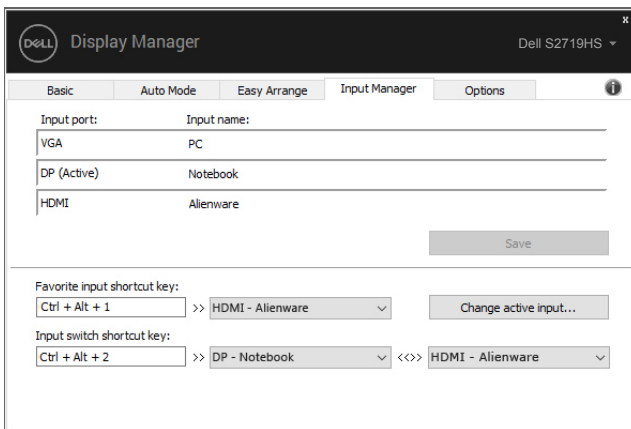 x
DELL Display Manager Dell S2719HS
Basic Auto Mode Easy Arrange Input Manager Options i
Input port: Input name:
VGA PC
DP (Active) Notebook
HDMI Alienware
Save
Favorite input shortcut key:
Ctrl + Alt + 1 >> HDMI - Alienware Change active input...
Input switch shortcut key:
Ctrl + Alt + 2 >> DP - Notebook <<>> HDMI - Alienware